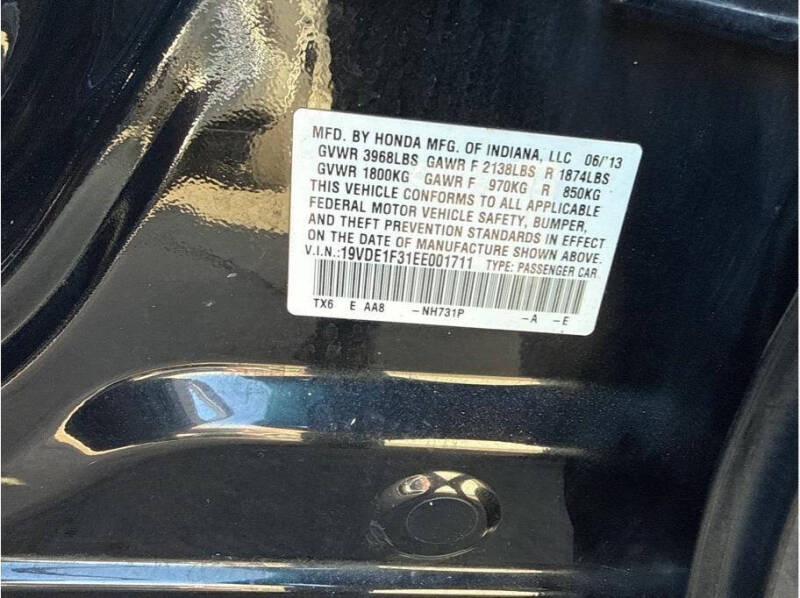 MFD. BY HONDA MFG. OF INDIANA, LLC 06/'13
GVWR 3968LBS GAWR F 2138LBS R 1874LBS
GVWR 1800KG GAWR F 970KG R 850KG
THIS VEHICLE CONFORMS TO ALL APPLICABLE
FEDERAL MOTOR VEHICLE SAFETY, BUMPER,
AND THEFT PREVENTION STANDARDS IN EFFECT
ON THE DATE OF MANUFACTURE SHOWN ABOVE.
V.I.N.:19VDE1F31EE001711 TYPE: PASSENGER CAR
TX6 E AA8 -NH731P -A -E